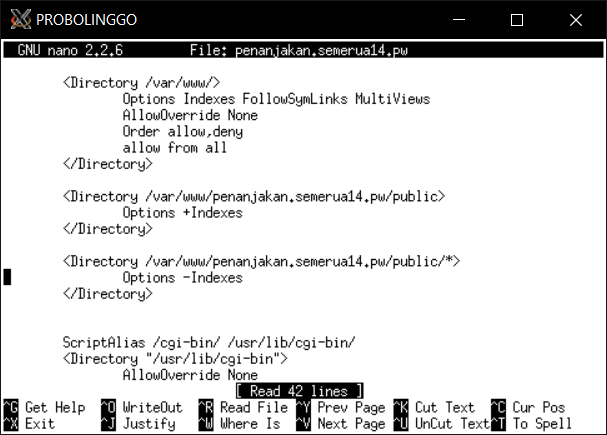 PROBOLINGGO
GNU nano 2.2.6 File: penanjakan.semerua14.pw
<Directory /var/www/>
Options Indexes FollowSymLinks MultiViews
AllowOverride None
Order allow,deny
allow from all
</Directory>
<Directory /var/www/penanjakan.semerua14.pw/public>
Options +Indexes
</Directory>
<Directory /var/www/penanjakan.semerua14.pw/public/*>
Options -Indexes
</Directory>
ScriptAlias /cgi-bin/ /usr/lib/cgi-bin/
<Directory "/usr/lib/cgi-bin">
AllowOverride None
[ Read 42 lines ]
^G Get Help ^O WriteOut ^R Read File ^Y Prev Page ^K Cut Text ^C Cur Pos
^X Exit ^J Justify ^W Where Is ^V Next Page ^U UnCut Text ^T To Spell